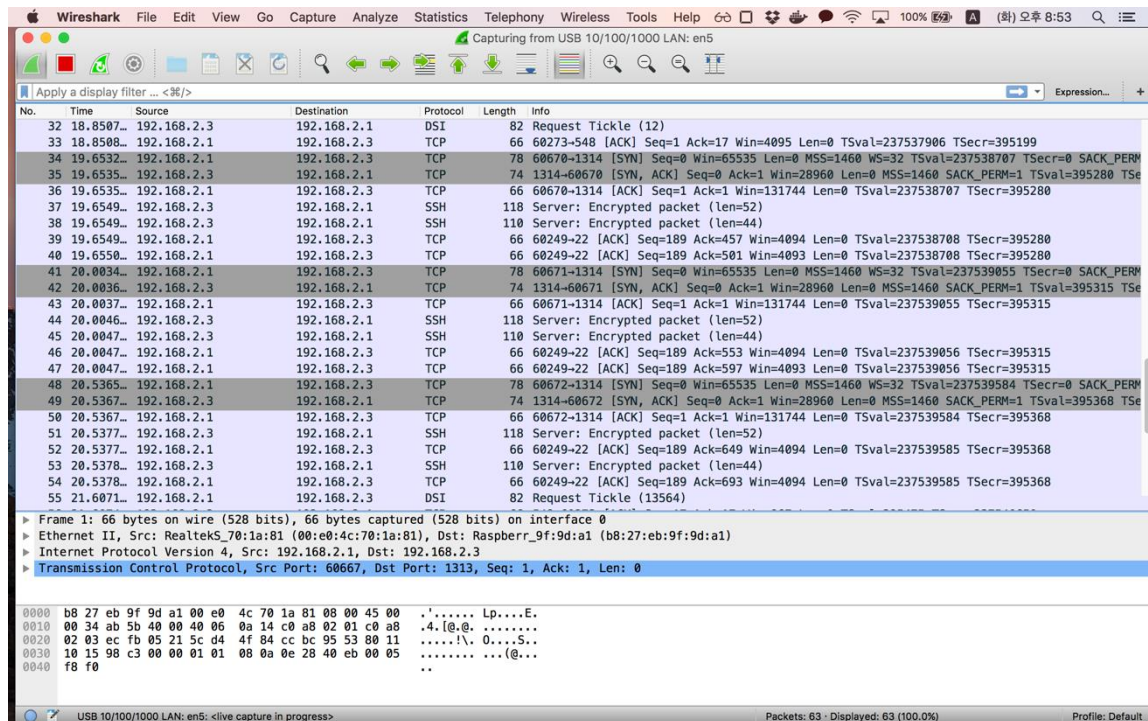 Wireshark File Edit View Go Capture Analyze Statistics Telephony Wireless Tools Help 100% A (화) 오후 8:53
Capturing from USB 10/100/1000 LAN: en5
Apply a display filter ... <⌘/> Expression... +
No. Time Source Destination Protocol Length Info
32 18.8507… 192.168.2.3 192.168.2.1 DSI 82 Request Tickle (12)
33 18.8508… 192.168.2.1 192.168.2.3 TCP 66 60273→548 [ACK] Seq=1 Ack=17 Win=4095 Len=0 TSval=237537906 TSecr=395199
34 19.6532… 192.168.2.1 192.168.2.3 TCP 78 60670→1314 [SYN] Seq=0 Win=65535 Len=0 MSS=1460 WS=32 TSval=237538707 TSecr=0 SACK_PERM
35 19.6535… 192.168.2.3 192.168.2.1 TCP 74 1314→60670 [SYN, ACK] Seq=0 Ack=1 Win=28960 Len=0 MSS=1460 SACK_PERM=1 TSval=395280 TSe
36 19.6535… 192.168.2.1 192.168.2.3 TCP 66 60670→1314 [ACK] Seq=1 Ack=1 Win=131744 Len=0 TSval=237538707 TSecr=395280
37 19.6549… 192.168.2.3 192.168.2.1 SSH 118 Server: Encrypted packet (len=52)
38 19.6549… 192.168.2.3 192.168.2.1 SSH 110 Server: Encrypted packet (len=44)
39 19.6549… 192.168.2.1 192.168.2.3 TCP 66 60249→22 [ACK] Seq=189 Ack=457 Win=4094 Len=0 TSval=237538708 TSecr=395280
40 19.6550… 192.168.2.1 192.168.2.3 TCP 66 60249→22 [ACK] Seq=189 Ack=501 Win=4093 Len=0 TSval=237538708 TSecr=395280
41 20.0034… 192.168.2.1 192.168.2.3 TCP 78 60671→1314 [SYN] Seq=0 Win=65535 Len=0 MSS=1460 WS=32 TSval=237539055 TSecr=0 SACK_PERM
42 20.0036… 192.168.2.3 192.168.2.1 TCP 74 1314→60671 [SYN, ACK] Seq=0 Ack=1 Win=28960 Len=0 MSS=1460 SACK_PERM=1 TSval=395315 TSe
43 20.0037… 192.168.2.1 192.168.2.3 TCP 66 60671→1314 [ACK] Seq=1 Ack=1 Win=131744 Len=0 TSval=237539055 TSecr=395315
44 20.0046… 192.168.2.3 192.168.2.1 SSH 118 Server: Encrypted packet (len=52)
45 20.0047… 192.168.2.3 192.168.2.1 SSH 110 Server: Encrypted packet (len=44)
46 20.0047… 192.168.2.1 192.168.2.3 TCP 66 60249→22 [ACK] Seq=189 Ack=553 Win=4094 Len=0 TSval=237539056 TSecr=395315
47 20.0047… 192.168.2.1 192.168.2.3 TCP 66 60249→22 [ACK] Seq=189 Ack=597 Win=4093 Len=0 TSval=237539056 TSecr=395315
48 20.5365… 192.168.2.1 192.168.2.3 TCP 78 60672→1314 [SYN] Seq=0 Win=65535 Len=0 MSS=1460 WS=32 TSval=237539584 TSecr=0 SACK_PERM
49 20.5367… 192.168.2.3 192.168.2.1 TCP 74 1314→60672 [SYN, ACK] Seq=0 Ack=1 Win=28960 Len=0 MSS=1460 SACK_PERM=1 TSval=395368 TSe
50 20.5367… 192.168.2.1 192.168.2.3 TCP 66 60672→1314 [ACK] Seq=1 Ack=1 Win=131744 Len=0 TSval=237539584 TSecr=395368
51 20.5377… 192.168.2.3 192.168.2.1 SSH 118 Server: Encrypted packet (len=52)
52 20.5377… 192.168.2.1 192.168.2.3 TCP 66 60249→22 [ACK] Seq=189 Ack=649 Win=4094 Len=0 TSval=237539585 TSecr=395368
53 20.5378… 192.168.2.3 192.168.2.1 SSH 110 Server: Encrypted packet (len=44)
54 20.5378… 192.168.2.1 192.168.2.3 TCP 66 60249→22 [ACK] Seq=189 Ack=693 Win=4094 Len=0 TSval=237539585 TSecr=395368
55 21.6071… 192.168.2.1 192.168.2.3 DSI 82 Request Tickle (13564)
Frame 1: 66 bytes on wire (528 bits), 66 bytes captured (528 bits) on interface 0
Ethernet II, Src: RealtekS_70:1a:81 (00:e0:4c:70:1a:81), Dst: Raspberr_9f:9d:a1 (b8:27:eb:9f:9d:a1)
Internet Protocol Version 4, Src: 192.168.2.1, Dst: 192.168.2.3
Transmission Control Protocol, Src Port: 60667, Dst Port: 1313, Seq: 1, Ack: 1, Len: 0
0000 b8 27 eb 9f 9d a1 00 e0 4c 70 1a 81 08 00 45 00 .'...... Lp....E.
0010 00 34 ab 5b 40 00 40 06 0a 14 c0 a8 02 01 c0 a8 .4.[@.@. ........
0020 02 03 ec fb 05 21 5c d4 4f 84 cc bc 95 53 80 11 .....!\. O....S..
0030 10 15 98 c3 00 00 01 01 08 0a 0e 28 40 eb 00 05 ........ ...(@...
0040 f8 f0 ..
USB 10/100/1000 LAN: en5: <live capture in progress> Packets: 63 · Displayed: 63 (100.0%) Profile: Default